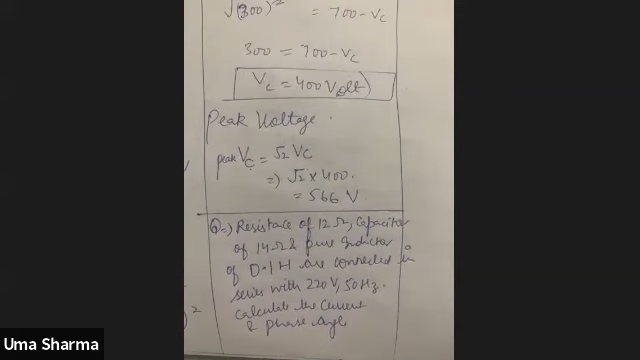 √(300)² = 700 - Vc
300 = 700 - Vc
Vc = 400 Volt
Peak Voltage.
peak Vc = √2 Vc
=> √2 × 400.
= 566 V
Q=) Resistace of 12 Ω, Capacitor
of 14 Ω & pure Inductor
of 0.1 H are connected in
series with 220 V, 50 Hz.
Calculate the Current
& phase angle
)²
Uma Sharma